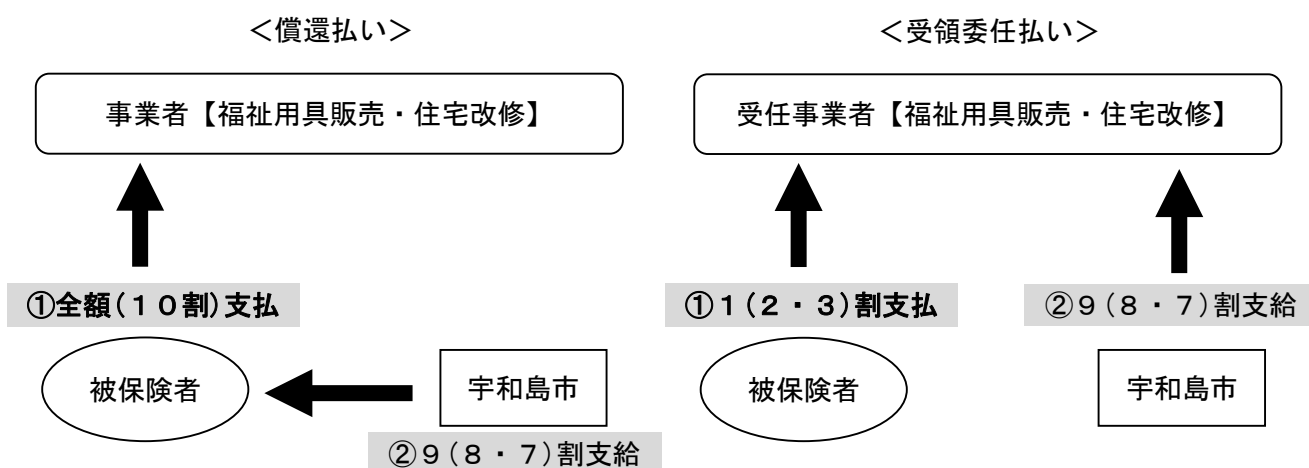 ＜償還払い＞
事業者【福祉用具販売・住宅改修】
①全額(１０割)支払
被保険者
宇和島市
②９(８・７)割支給
＜受領委任払い＞
受任事業者【福祉用具販売・住宅改修】
①１(２・３)割支払
②９(８・７)割支給
被保険者
宇和島市